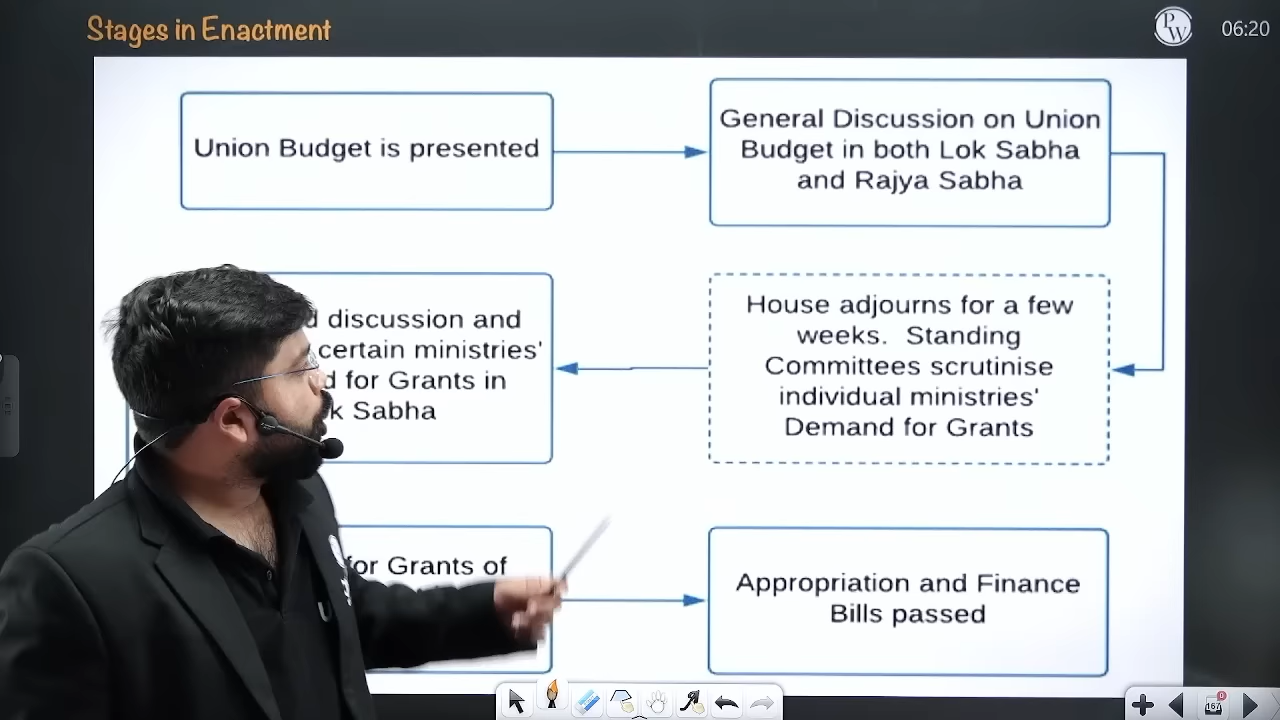 Stages in Enactment
PW
06:20
Union Budget is presented
General Discussion on Union
Budget in both Lok Sabha
and Rajya Sabha
discussion and
certain ministries'
for Grants in
Sabha
House adjourns for a few
weeks. Standing
Committees scrutinise
individual ministries'
Demand for Grants
for Grants of
Appropriation and Finance
Bills passed
167